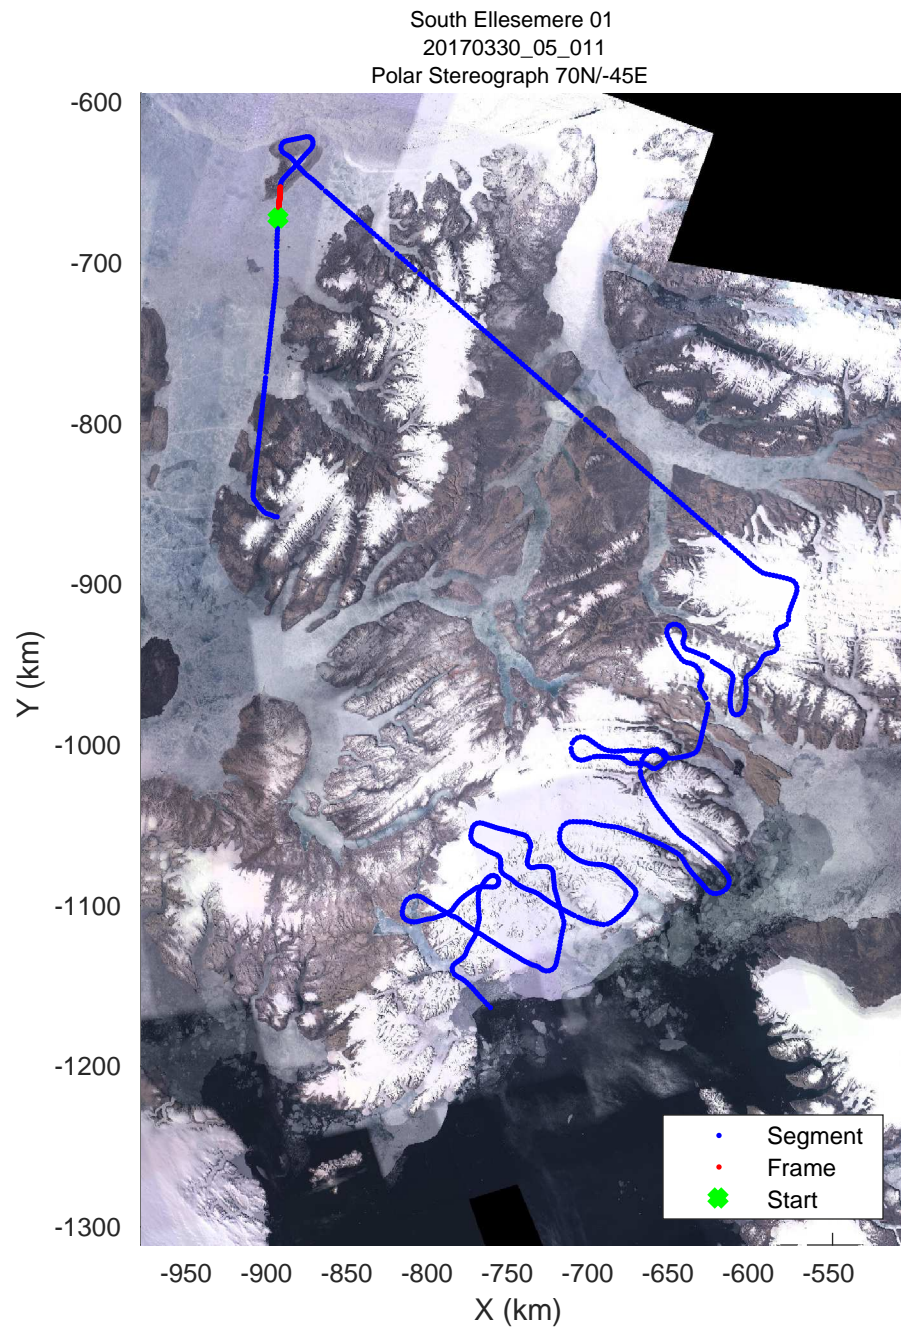 South Ellesemere 01
20170330_05_011
Polar Stereograph 70N/-45E
-600
-700
-800
-900
-1000
-1100
-1200
-1300
Y (km)
Segment
Frame
Start
-950 -900 -850 -800 -750 -700 -650 -600 -550
X (km)